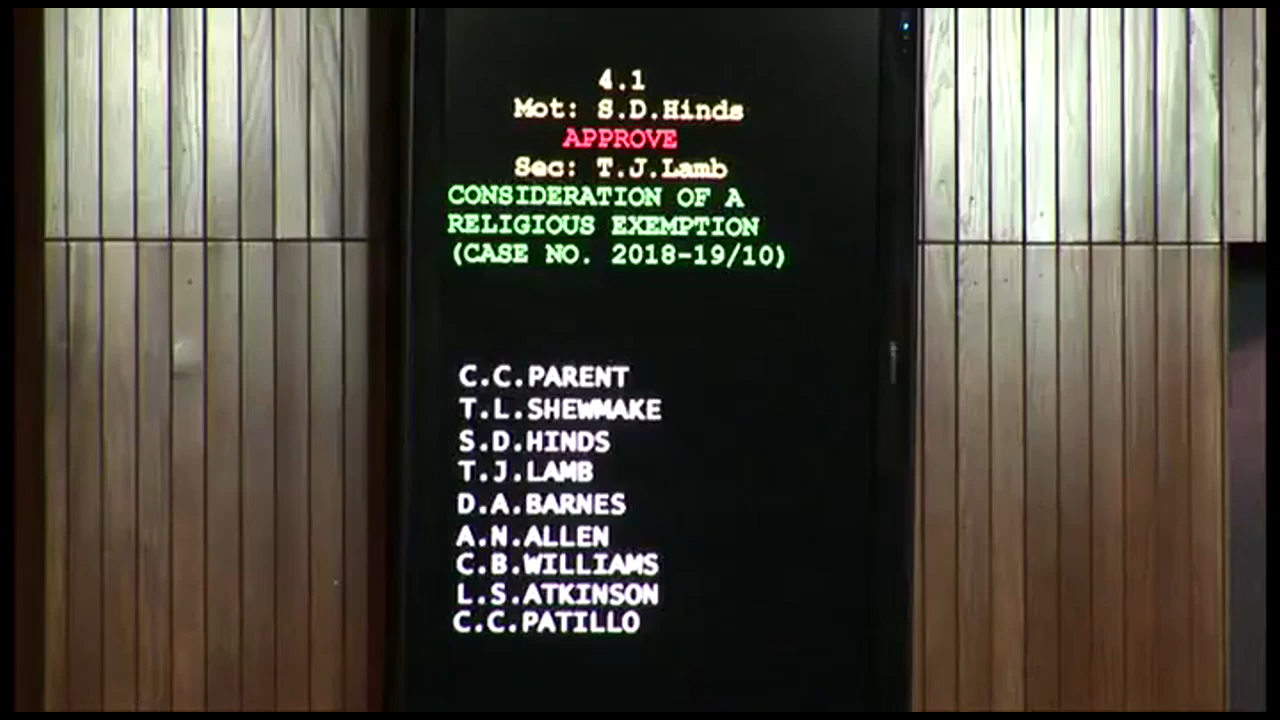 4.1
Mot: S.D.Hinds
APPROVE
Sec: T.J.Lamb
CONSIDERATION OF A
RELIGIOUS EXEMPTION
(CASE NO. 2018-19/10)
C.C.PARENT
T.L.SHEWMAKE
S.D.HINDS
T.J.LAMB
D.A.BARNES
A.N.ALLEN
C.B.WILLIAMS
L.S.ATKINSON
C.C.PATILLO